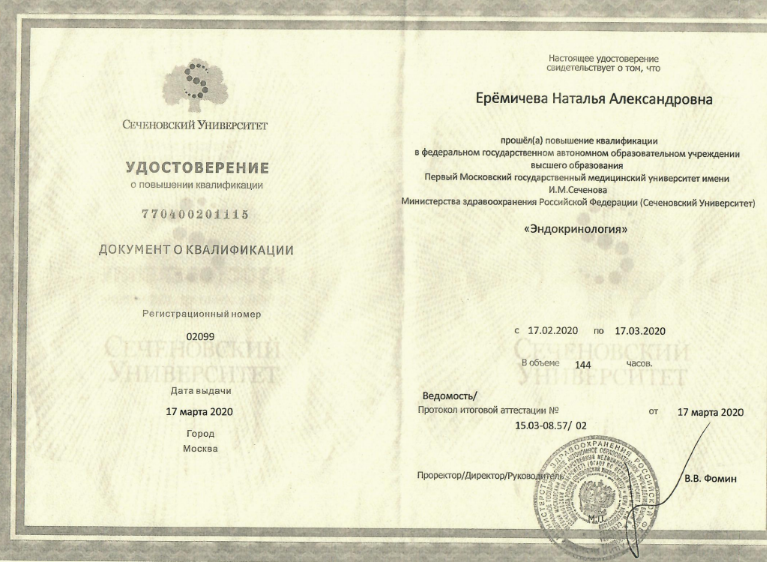 Сеченовский Университет
УДОСТОВЕРЕНИЕ
о повышении квалификации
770400201115
ДОКУМЕНТ О КВАЛИФИКАЦИИ
Регистрационный номер
02099
Сеченовский
Университет
Дата выдачи
17 марта 2020
Город
Москва
Настоящее удостоверение
свидетельствует о том, что
Ерёмичева Наталья Александровна
прошёл(а) повышение квалификации
в федеральном государственном автономном образовательном учреждении
высшего образования
Первый Московский государственный медицинский университет имени
И.М.Сеченова
Министерства здравоохранения Российской Федерации (Сеченовский Университет)
«Эндокринология»
с 17.02.2020 по 17.03.2020
Сеченовский
Университет
В объеме 144 часов.
Ведомость/
Протокол итоговой аттестации № от 17 марта 2020
15.03-08.57/ 02
Проректор/Директор/Руководитель В.В. Фомин
М.П.